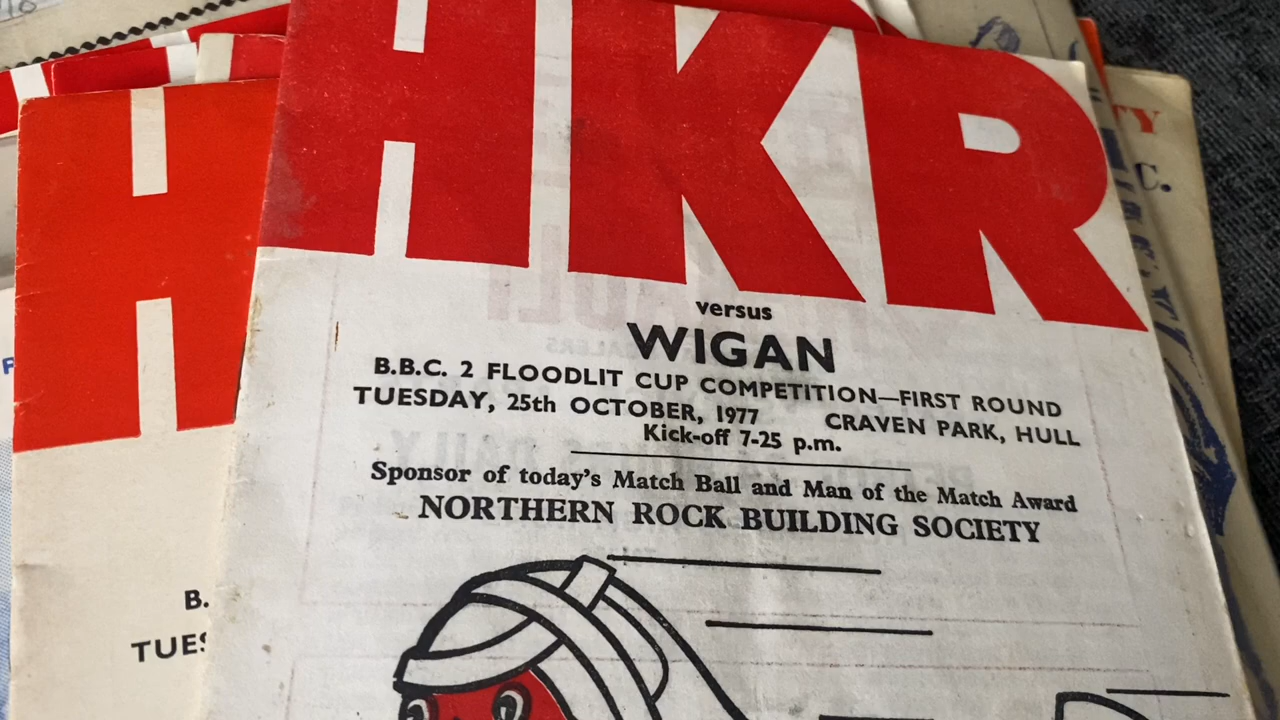 HKR
versus
WIGAN
B.B.C. 2 FLOODLIT CUP COMPETITION—FIRST ROUND
TUESDAY, 25th OCTOBER, 1977 CRAVEN PARK, HULL
Kick-off 7-25 p.m.
Sponsor of today's Match Ball and Man of the Match Award
NORTHERN ROCK BUILDING SOCIETY
H
B.
TUES
TY
C.